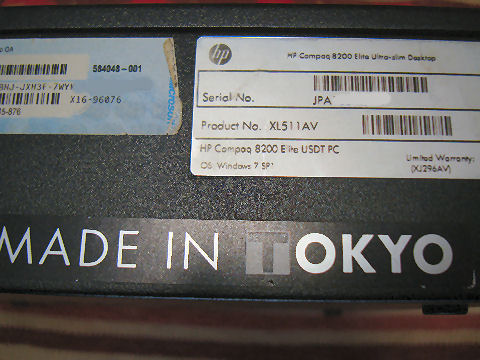 OA
584048-001
X16-96076
hp
HP Compaq 8200 Elite Ultra-slim Desktop
Serial No.
JPA
Product No. XL511AV
HP Compaq 8200 Elite USDT PC
OS: Windows 7 SP1
Limited Warranty:
(XJ296AV)
MADE IN TOKYO
J